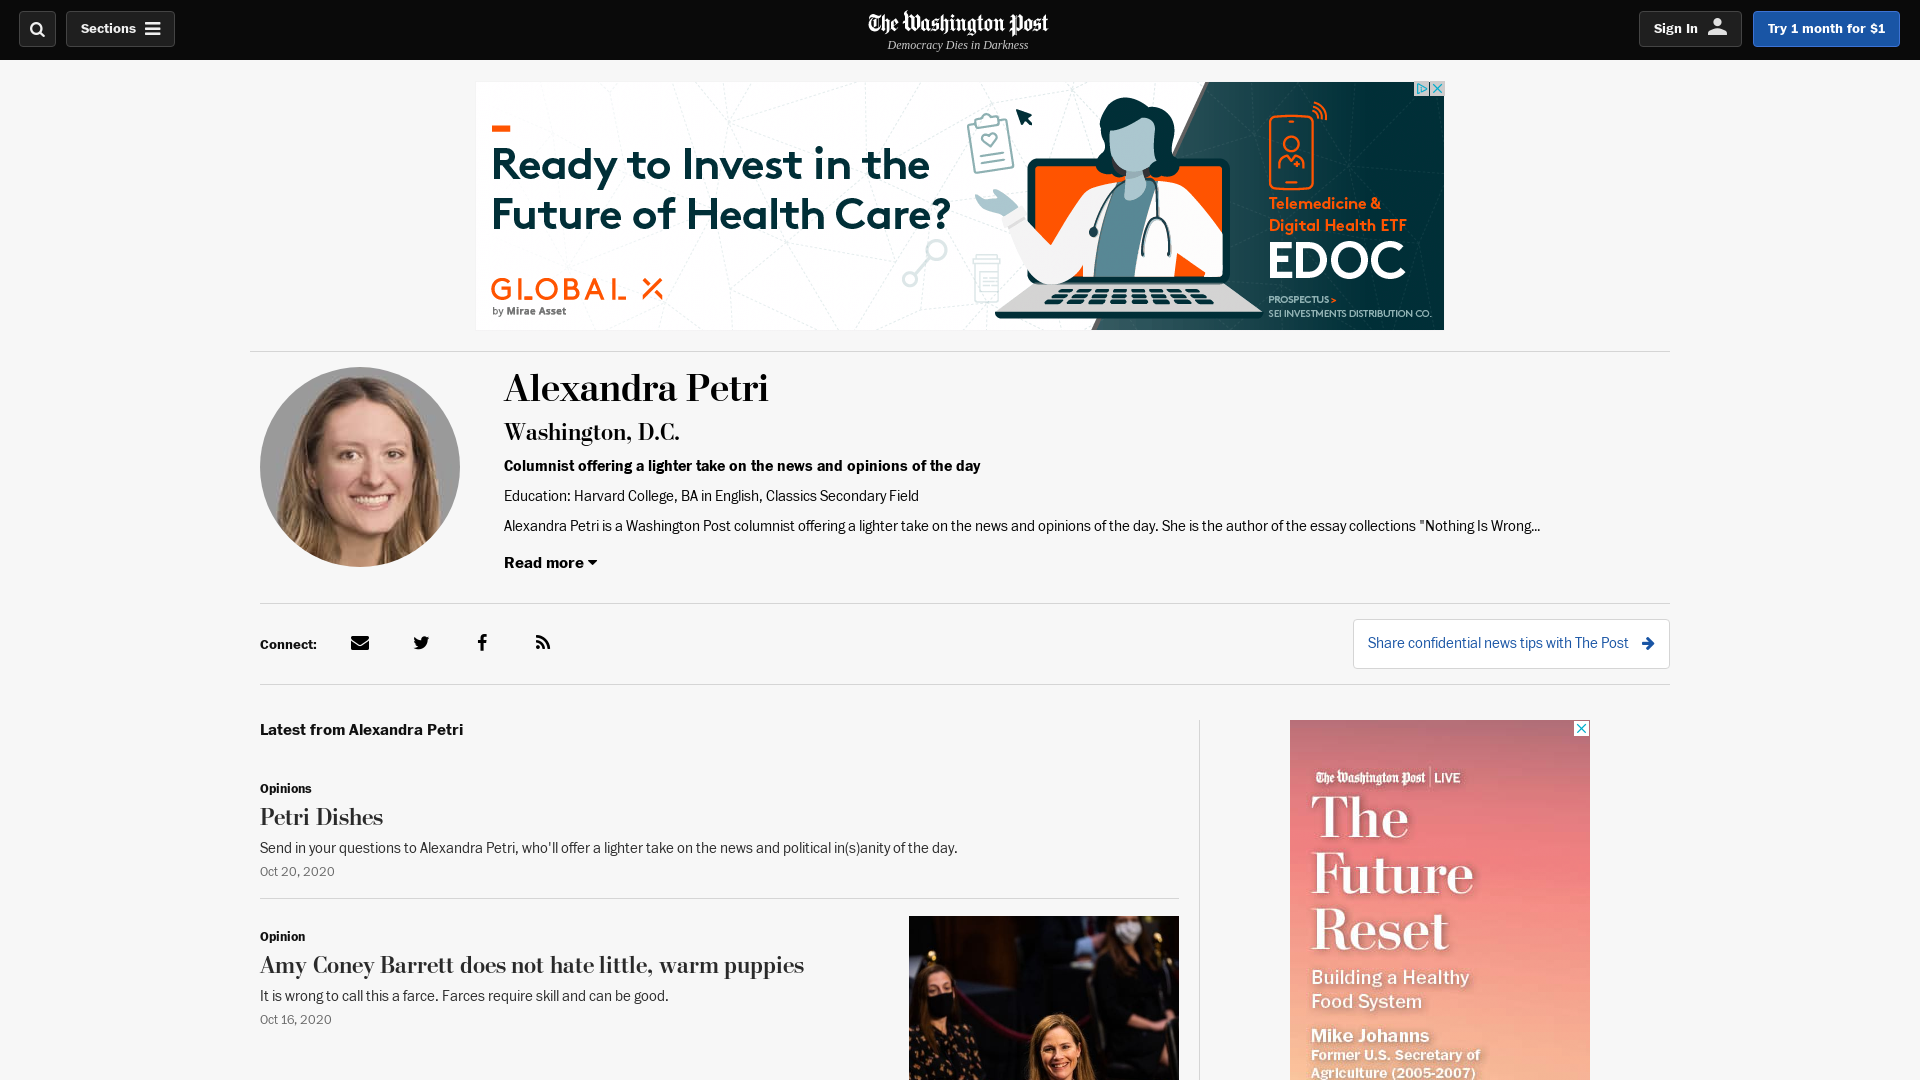 Sections
The Washington Post
Democracy Dies in Darkness
Sign In
Try 1 month for $1
Ready to Invest in the
Future of Health Care?
GLOBAL X
by Mirae Asset
Telemedicine &
Digital Health ETF
EDOC
PROSPECTUS >
SEI INVESTMENTS DISTRIBUTION CO.
Alexandra Petri
Washington, D.C.
Columnist offering a lighter take on the news and opinions of the day
Education: Harvard College, BA in English, Classics Secondary Field
Alexandra Petri is a Washington Post columnist offering a lighter take on the news and opinions of the day. She is the author of the essay collections "Nothing Is Wrong...
Read more
Connect:
Share confidential news tips with The Post
Latest from Alexandra Petri
Opinions
Petri Dishes
Send in your questions to Alexandra Petri, who'll offer a lighter take on the news and political in(s)anity of the day.
Oct 20, 2020
Opinion
Amy Coney Barrett does not hate little, warm puppies
It is wrong to call this a farce. Farces require skill and can be good.
Oct 16, 2020
The Washington Post LIVE
The
Future
Reset
Building a Healthy
Food System
Mike Johanns
Former U.S. Secretary of
Agriculture (2005-2007)